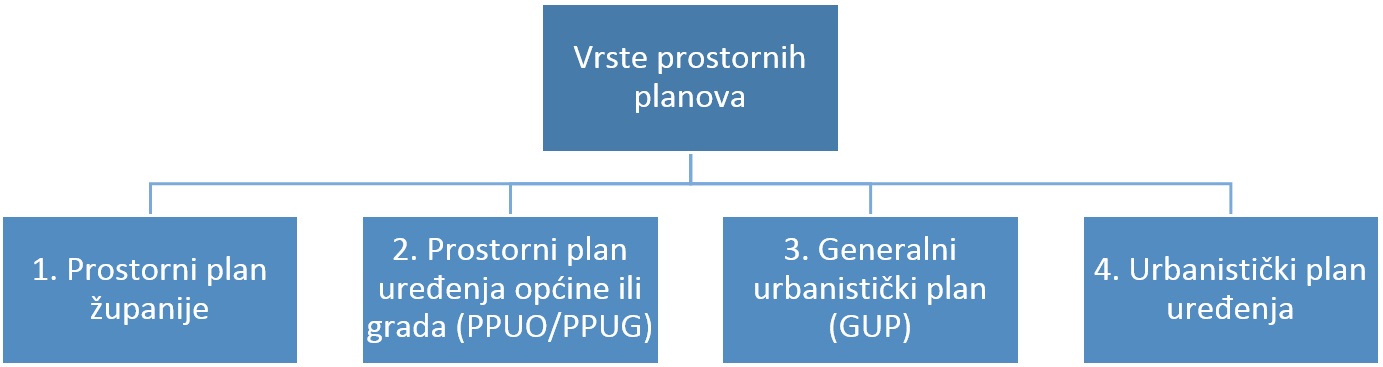 Vrste prostornih
planova
1. Prostorni plan
županije
2. Prostorni plan
uređenja općine ili
grada (PPUO/PPUG)
3. Generalni
urbanistički plan
(GUP)
4. Urbanistički plan
uređenja